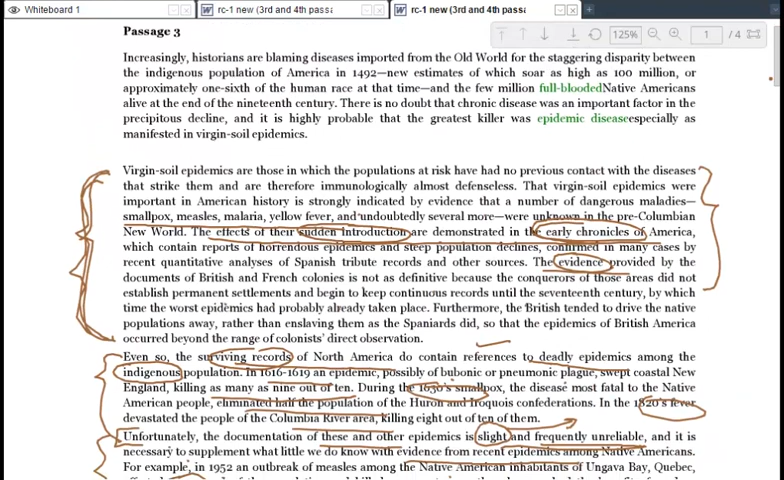 Whiteboard 1
rc-1 new (3rd and 4th passa
rc-1 new (3rd and 4th passa
125%
1
/ 4
Passage 3
Increasingly, historians are blaming diseases imported from the Old World for the staggering disparity between
the indigenous population of America in 1492—new estimates of which soar as high as 100 million, or
approximately one-sixth of the human race at that time—and the few million full-bloodedNative Americans
alive at the end of the nineteenth century. There is no doubt that chronic disease was an important factor in the
precipitous decline, and it is highly probable that the greatest killer was epidemic diseaseespecially as
manifested in virgin-soil epidemics.
Virgin-soil epidemics are those in which the populations at risk have had no previous contact with the diseases
that strike them and are therefore immunologically almost defenseless. That virgin-soil epidemics were
important in American history is strongly indicated by evidence that a number of dangerous maladies—
smallpox, measles, malaria, yellow fever, and undoubtedly several more—were unknown in the pre-Columbian
New World. The effects of their sudden introduction are demonstrated in the early chronicles of America,
which contain reports of horrendous epidemics and steep population declines, confirmed in many cases by
recent quantitative analyses of Spanish tribute records and other sources. The evidence provided by the
documents of British and French colonies is not as definitive because the conquerors of those areas did not
establish permanent settlements and begin to keep continuous records until the seventeenth century, by which
time the worst epidemics had probably already taken place. Furthermore, the British tended to drive the native
populations away, rather than enslaving them as the Spaniards did, so that the epidemics of British America
occurred beyond the range of colonists' direct observation.
Even so, the surviving records of North America do contain references to deadly epidemics among the
indigenous population. In 1616-1619 an epidemic, possibly of bubonic or pneumonic plague, swept coastal New
England, killing as many as nine out of ten. During the 1630's smallpox, the disease most fatal to the Native
American people, eliminated half the population of the Huron and Iroquois confederations. In the 1820's fever
devastated the people of the Columbia River area, killing eight out of ten of them.
Unfortunately, the documentation of these and other epidemics is slight and frequently unreliable, and it is
necessary to supplement what little we do know with evidence from recent epidemics among Native Americans.
For example, in 1952 an outbreak of measles among the Native American inhabitants of Ungava Bay, Quebec,